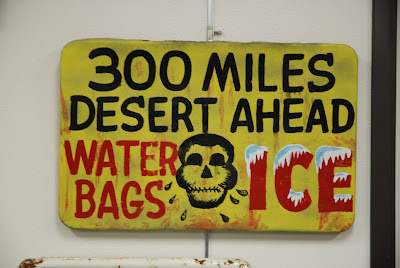 300 MILES
DESERT AHEAD
WATER
BAGS
ICE